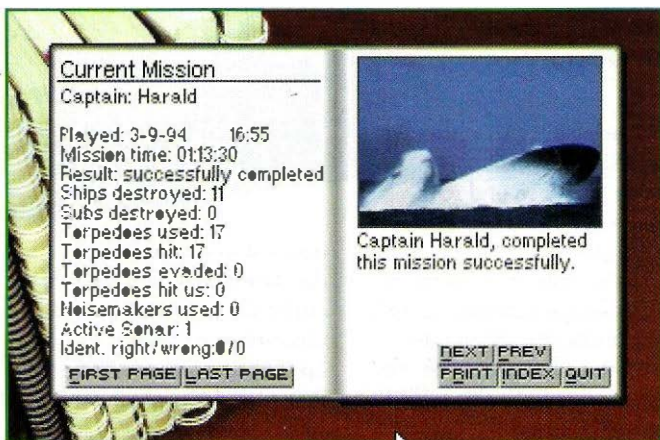 Current Mission
Captain: Harald
Played: 3-9-94 16:55
Mission time: 01:13:30
Result: successfully completed
Ships destroyed: 11
Subs destroyed: 0
Torpedoes used: 17
Torpedoes hit: 17
Torpedoes evaded: 0
Torpedoes hit us: 0
Noisemakers used: 0
Active Sonar: 1
Ident. right/wrong:0/0
FIRST PAGE LAST PAGE
Captain Harald, completed
this mission successfully.
NEXT PREV
PRINT INDEX QUIT